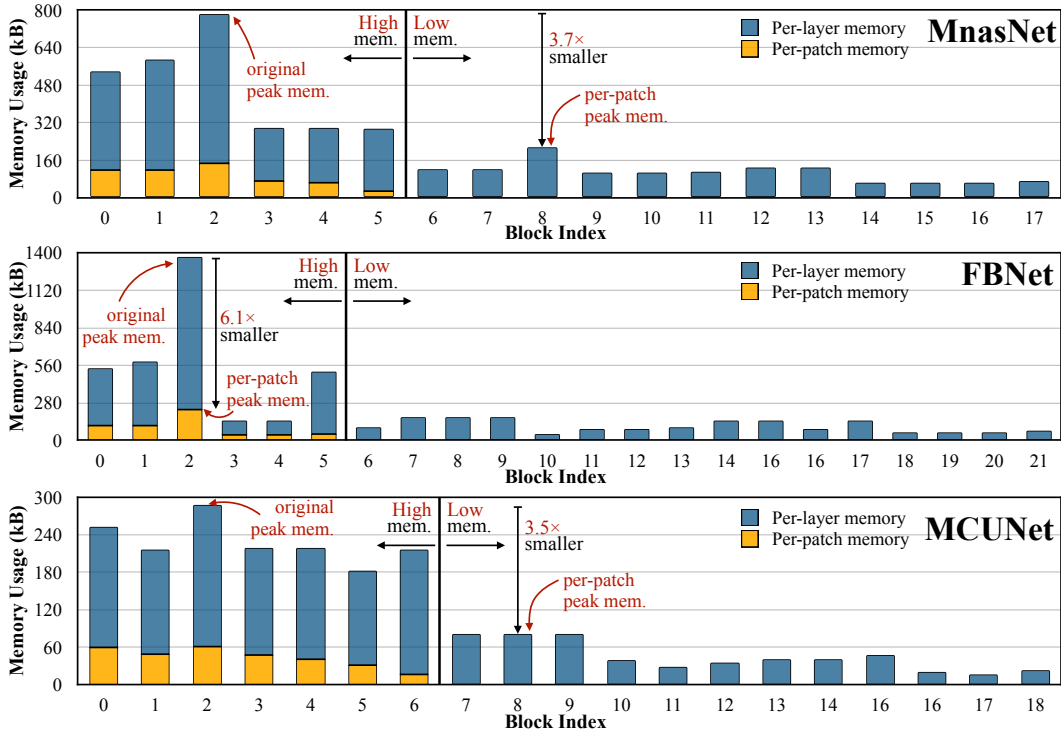 MnasNet
Memory Usage (kB)
800
640
480
320
160
0
original
peak mem.
High
mem.
Low
mem.
3.7×
smaller
per-patch
peak mem.
Per-layer memory
Per-patch memory
0 1 2 3 4 5 6 7 8 9 10 11 12 13 14 15 16 17
Block Index
FBNet
Memory Usage (kB)
1400
1120
840
560
280
0
original
peak mem.
6.1×
smaller
per-patch
peak mem.
High
mem.
Low
mem.
Per-layer memory
Per-patch memory
0 1 2 3 4 5 6 7 8 9 10 11 12 13 14 16 16 17 18 19 20 21
Block Index
MCUNet
Memory Usage (kB)
300
240
180
120
60
0
original
peak mem.
High
mem.
Low
mem.
3.5×
smaller
per-patch
peak mem.
Per-layer memory
Per-patch memory
0 1 2 3 4 5 6 7 8 9 10 11 12 13 14 16 16 17 18
Block Index